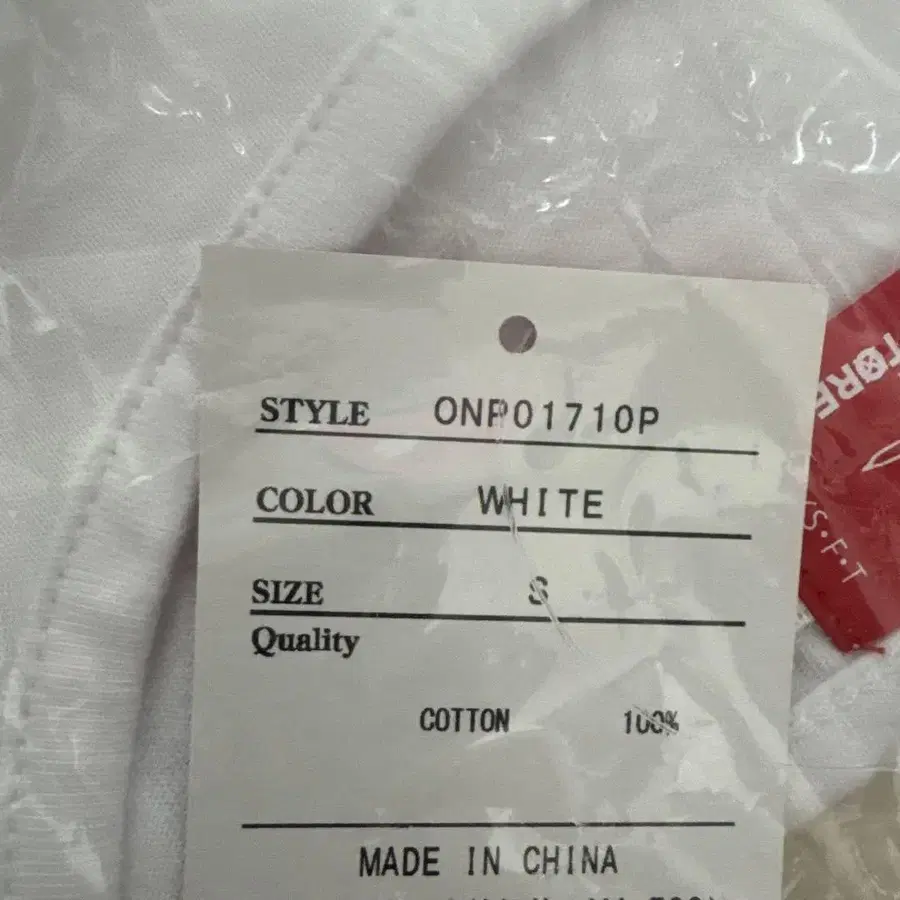 STYLE ONP01710P
COLOR WHITE
SIZE S
Quality
COTTON 100%
MADE IN CHINA
S·F·T